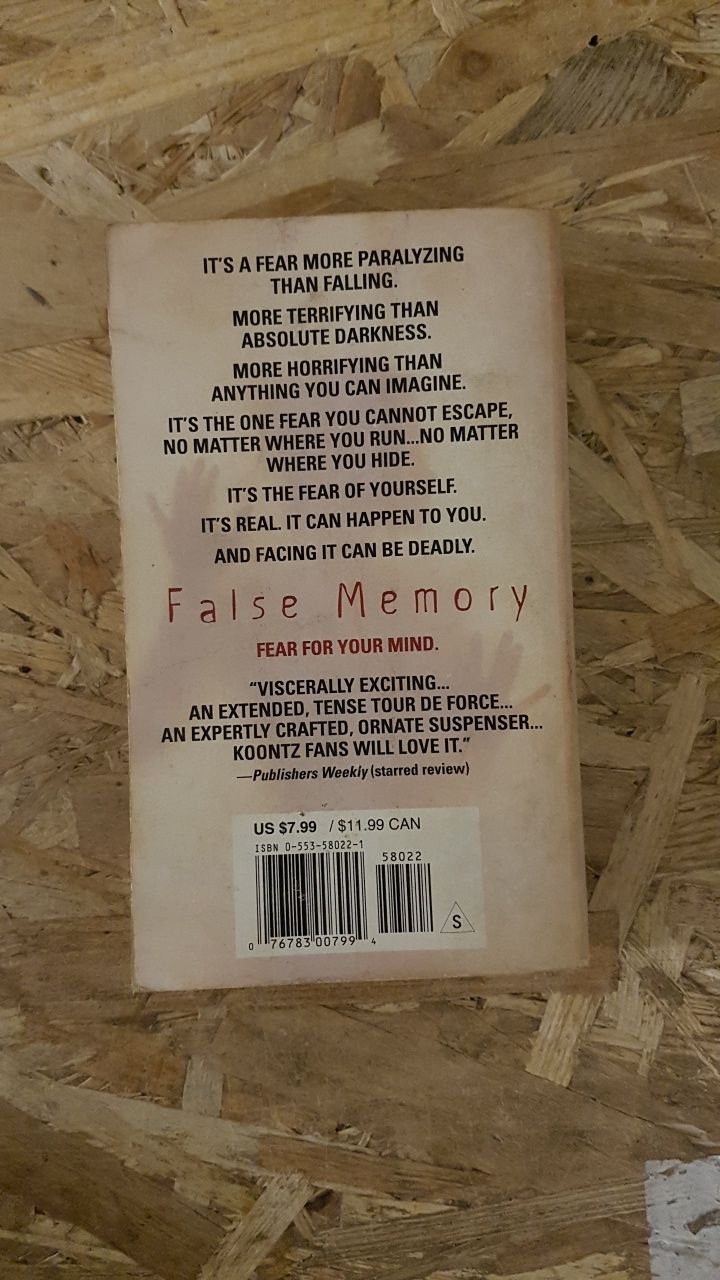 IT'S A FEAR MORE PARALYZING
THAN FALLING.
MORE TERRIFYING THAN
ABSOLUTE DARKNESS.
MORE HORRIFYING THAN
ANYTHING YOU CAN IMAGINE.
IT'S THE ONE FEAR YOU CANNOT ESCAPE,
NO MATTER WHERE YOU RUN...NO MATTER
WHERE YOU HIDE.
IT'S THE FEAR OF YOURSELF.
IT'S REAL. IT CAN HAPPEN TO YOU.
AND FACING IT CAN BE DEADLY.
False Memory
FEAR FOR YOUR MIND.
"VISCERALLY EXCITING...
AN EXTENDED, TENSE TOUR DE FORCE...
AN EXPERTLY CRAFTED, ORNATE SUSPENSER...
KOONTZ FANS WILL LOVE IT."
—Publishers Weekly (starred review)
US $7.99 / $11.99 CAN
ISBN 0-553-58022-1
58022
0 76783 00799 4
S